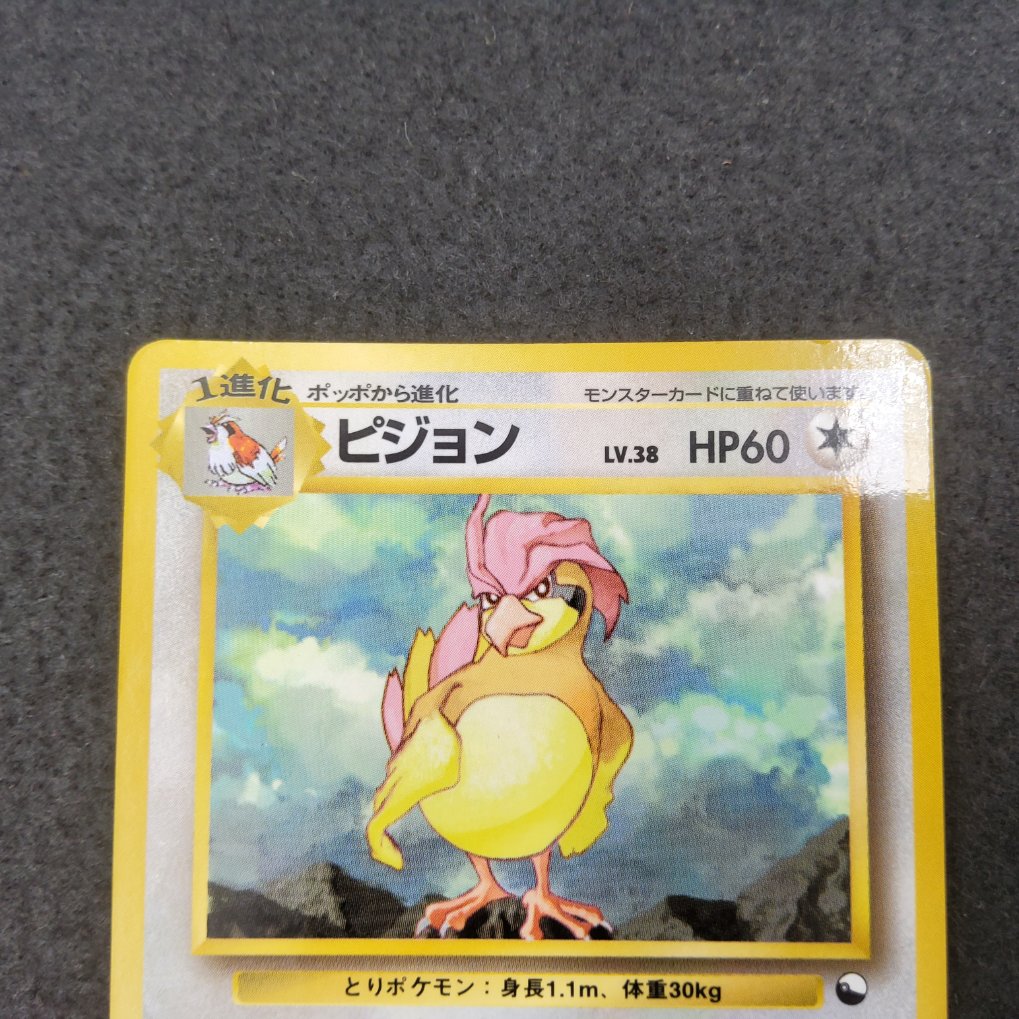 1進化
ポッポから進化
モンスターカードに重ねて使います
ピジョン
LV.38
HP60
とりポケモン：身長1.1m、体重30kg